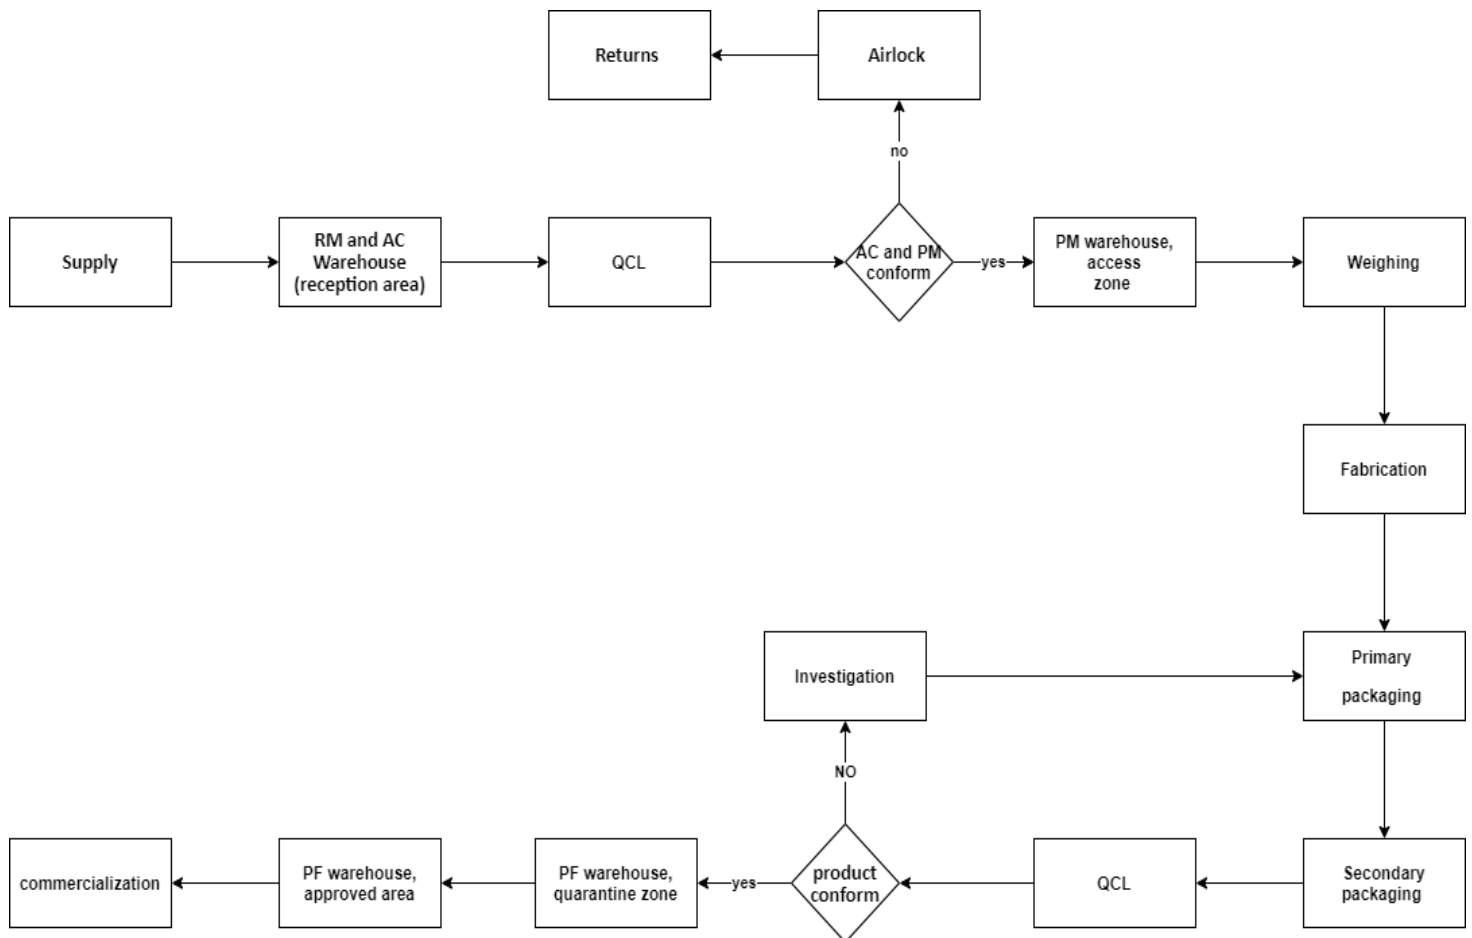 Returns
Airlock
no
Supply
RM and AC
Warehouse
(reception area)
QCL
AC and PM
conform
yes
PM warehouse,
access
zone
Weighing
Fabrication
Investigation
Primary
packaging
NO
commercialization
PF warehouse,
approved area
PF warehouse,
quarantine zone
yes
product
conform
QCL
Secondary
packaging